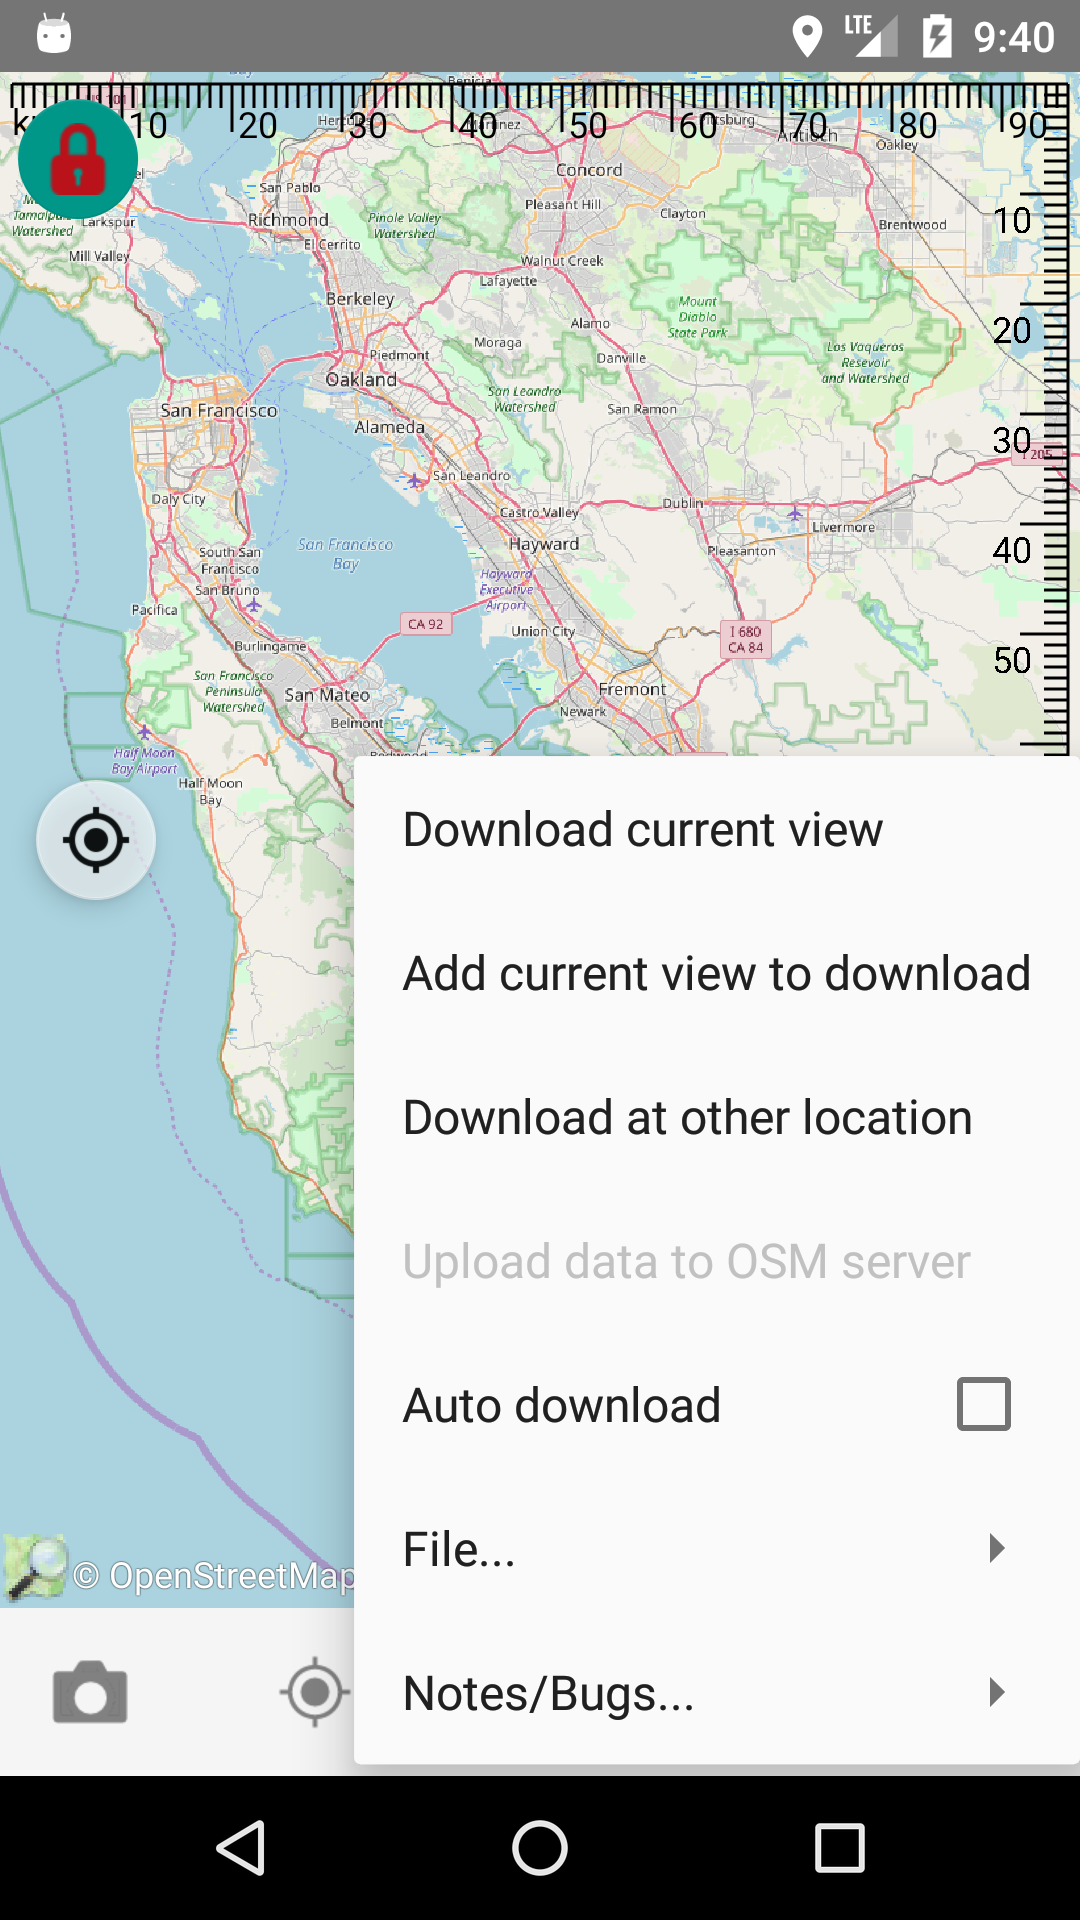 LTE
9:40
Benicia
US 101
10
20
30
40
50
60
70
80
90
Martinez
Pittsburg
Antioch
Oakley
Concord
San Pablo
Larkspur
Richmond
Pinole Valley
Watershed
Pleasant Hill
Clayton
Brentwood
10
Watershed
El Cerrito
Mill Valley
Walnut Creek
Lafayette
Berkeley
Mount
Diablo
State Park
Alamo
20
Moraga
Piedmont
Danville
Los Vaqueros
Resevoir
and Watershed
Oakland
San Leandro
Watershed
San Francisco
San Ramon
Alameda
30
I 205
San Leandro
Daly City
Dublin
Castro Valley
Livermore
San Francisco
Bay
Hayward
Pleasanton
40
South San
Francisco
Hayward
Executive
Airport
San Bruno
Pacifica
CA 92
Union City
I 680
CA 84
Burlingame
50
San Francisco
Peninsula
Watershed
San Mateo
Fremont
Newark
Belmont
Redwood
Half Moon
Bay Airport
Half Moon
Bay
Download current view
Add current view to download
Download at other location
Upload data to OSM server
Auto download
File...
© OpenStreetMap
Notes/Bugs...